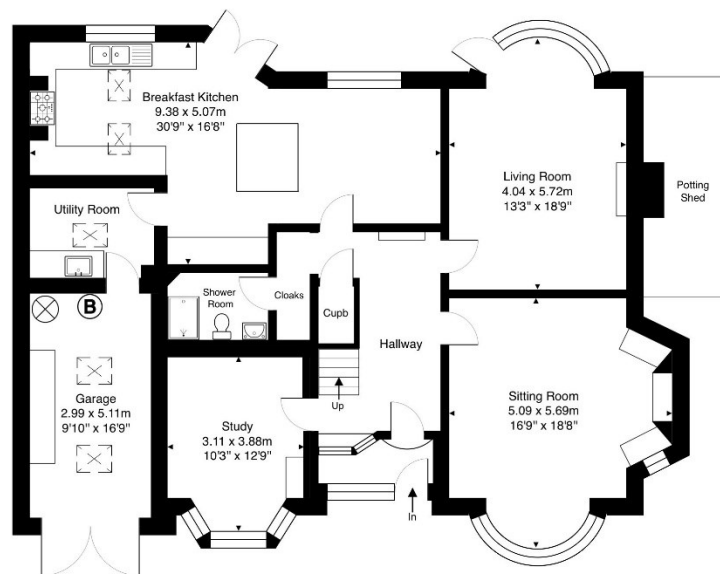 Breakfast Kitchen
9.38 x 5.07m
30'9" x 16'8"
Living Room
4.04 x 5.72m
13'3" x 18'9"
Potting
Shed
Utility Room
Shower
Room
Cloaks
Cupb
Hallway
B
Garage
2.99 x 5.11m
9'10" x 16'9"
Study
3.11 x 3.88m
10'3" x 12'9"
Up
Sitting Room
5.09 x 5.69m
16'9" x 18'8"
In